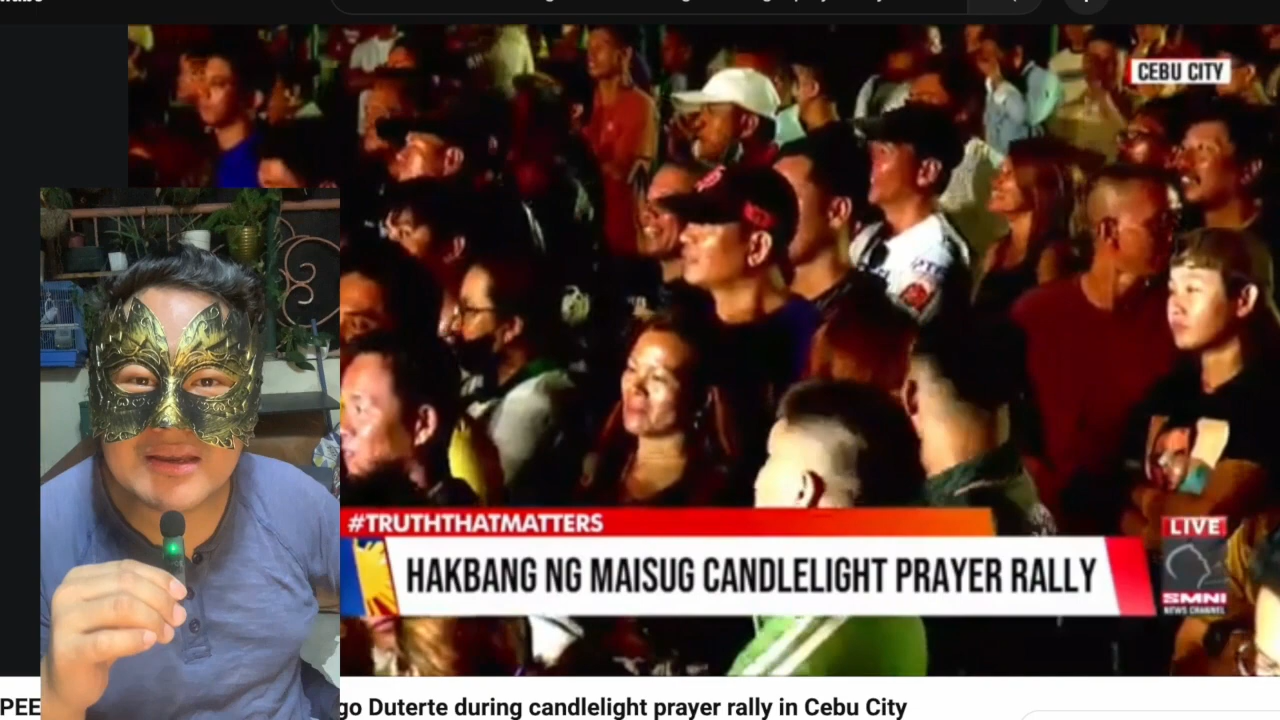 CEBU CITY
#TRUTHTHATMATTERS
LIVE
HAKBANG NG MAISUG CANDLELIGHT PRAYER RALLY
SMNI
NEWS CHANNEL
PEE
go Duterte during candlelight prayer rally in Cebu City